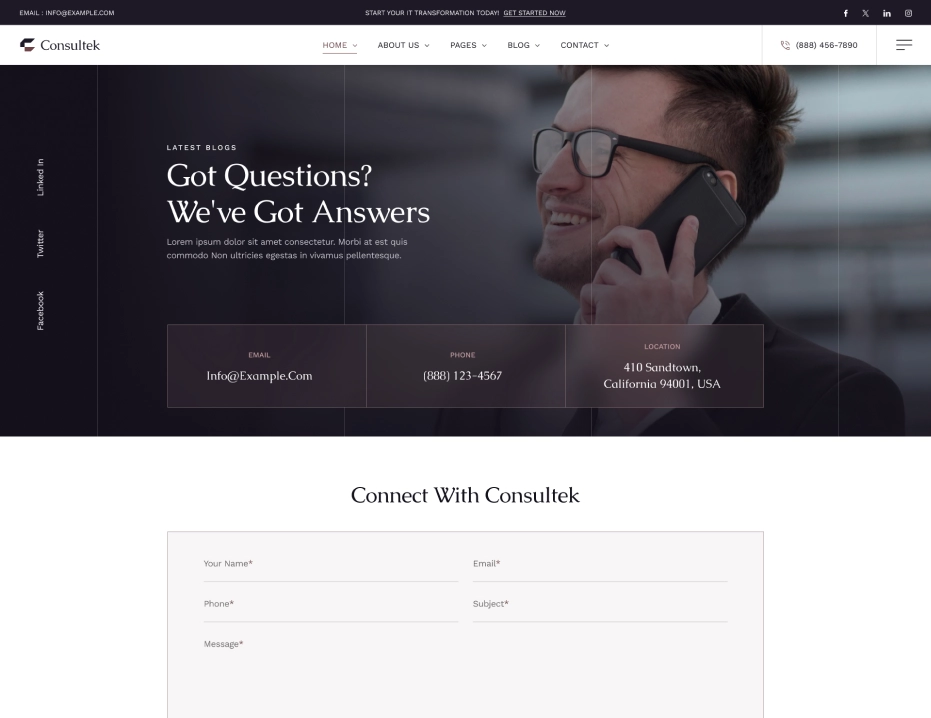 EMAIL : INFO@EXAMPLE.COM
START YOUR IT TRANSFORMATION TODAY! GET STARTED NOW
Consultek
HOME
ABOUT US
PAGES
BLOG
CONTACT
(888) 456-7890
Linked In
Twitter
Facebook
LATEST BLOGS
Got Questions?
We've Got Answers
Lorem ipsum dolor sit amet consectetur. Morbi at est quis
commodo Non ultricies egestas in vivamus pellentesque.
EMAIL
Info@Example.Com
PHONE
(888) 123-4567
LOCATION
410 Sandtown,
California 94001, USA
Connect With Consultek
Your Name*
Email*
Phone*
Subject*
Message*